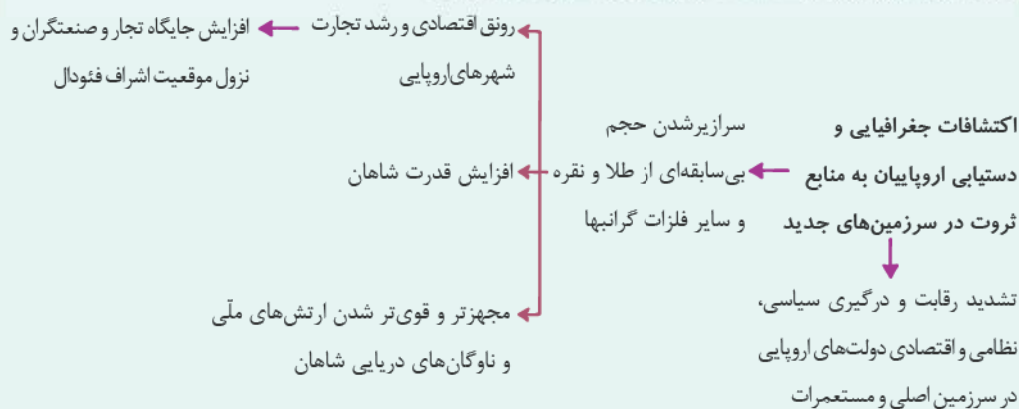 اکتشافات جغرافیایی و
دستیابی اروپاییان به منابع
ثروت در سرزمین‌های جدید
سرازیرشدن حجم
بی‌سابقه‌ای از طلا و نقره
و سایر فلزات گرانبها
رونق اقتصادی و رشد تجارت
شهرهای اروپایی
افزایش جایگاه تجار و صنعتگران و
نزول موقعیت اشراف فئودال
افزایش قدرت شاهان
مجهزتر و قوی‌تر شدن ارتش‌های ملّی
و ناوگان‌های دریایی شاهان
تشدید رقابت و درگیری سیاسی،
نظامی و اقتصادی دولت‌های اروپایی
در سرزمین اصلی و مستعمرات